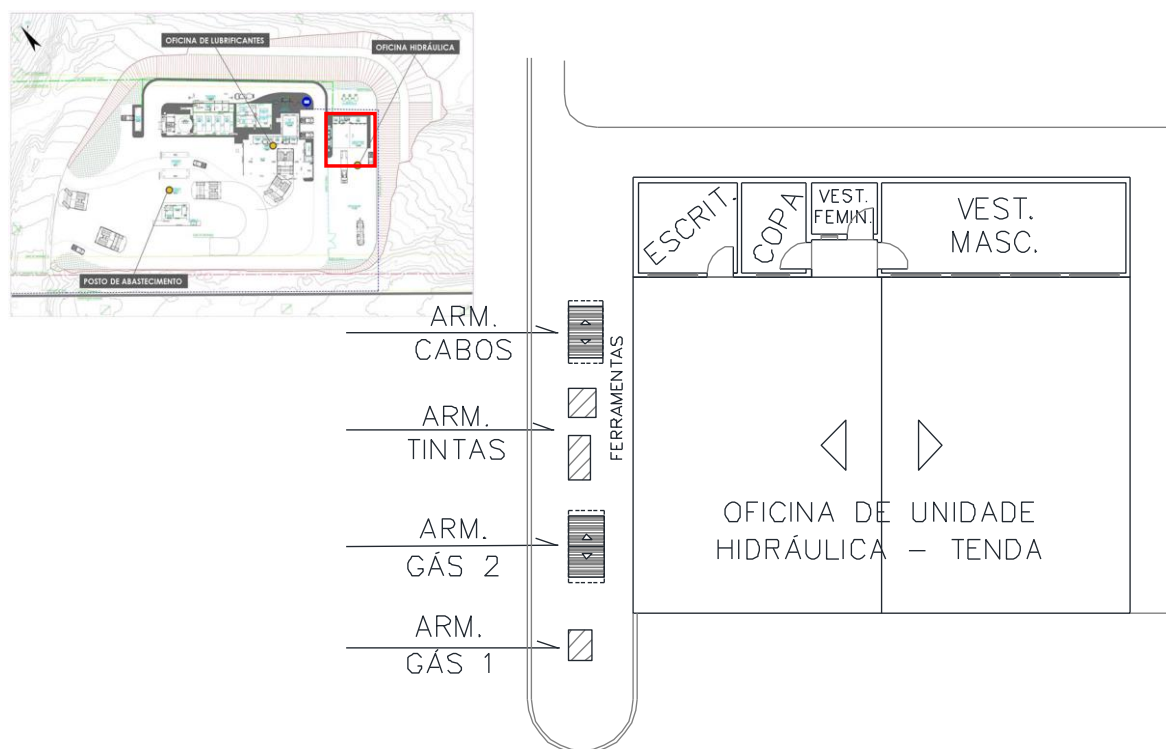 OFICINA DE LUBRIFICANTES
OFICINA HIDRÁULICA
POSTO DE ABASTECIMENTO
ESCRIT.
COPA
VEST.
FEMIN.
VEST.
MASC.
ARM.
CABOS
FERRAMENTAS
ARM.
TINTAS
ARM.
GÁS 2
ARM.
GÁS 1
OFICINA DE UNIDADE
HIDRÁULICA – TENDA